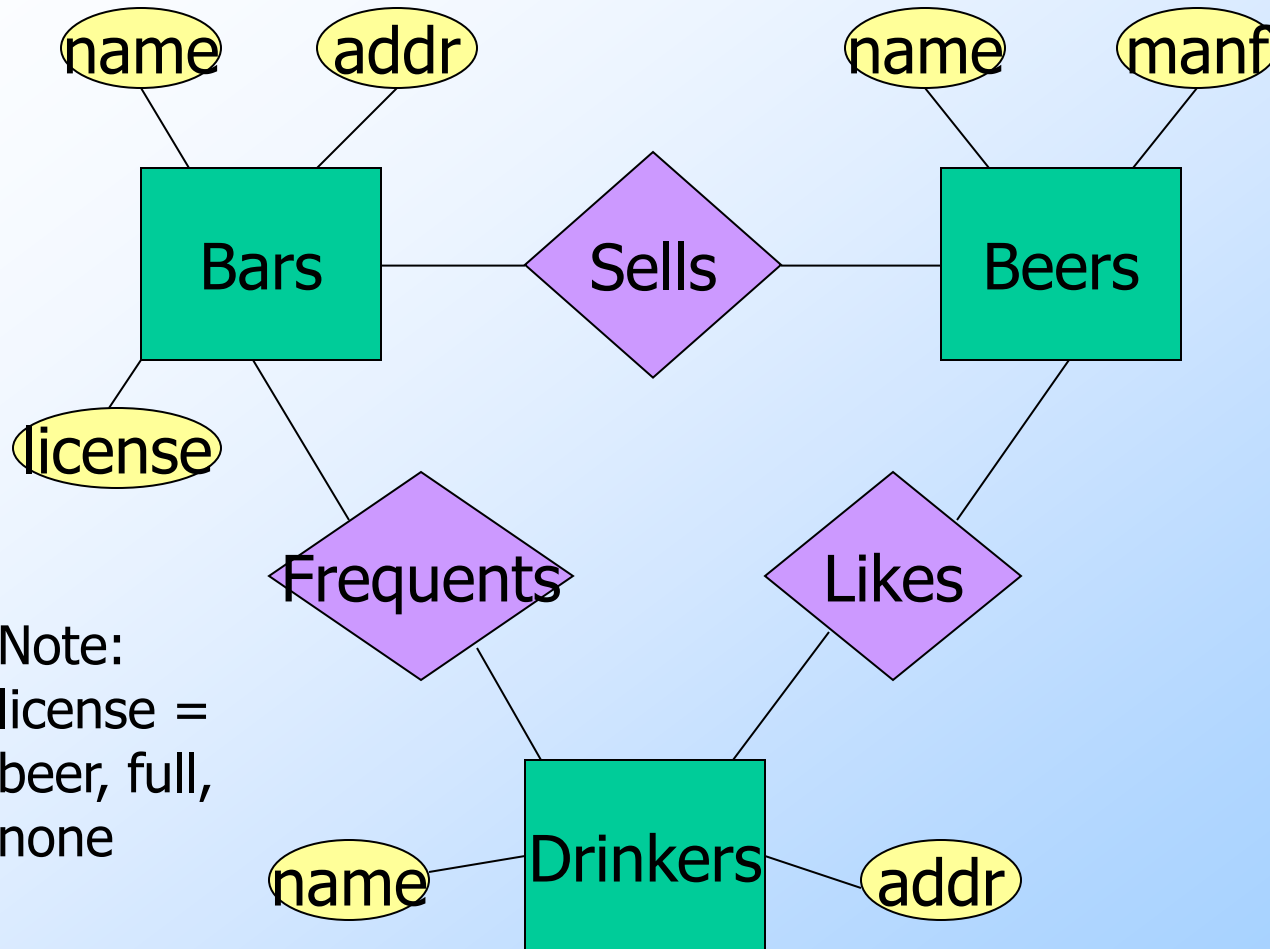 name
addr
name
manf
Bars
Sells
Beers
license
Frequents
Likes
Note:
license =
beer, full,
none
Drinkers
name
addr